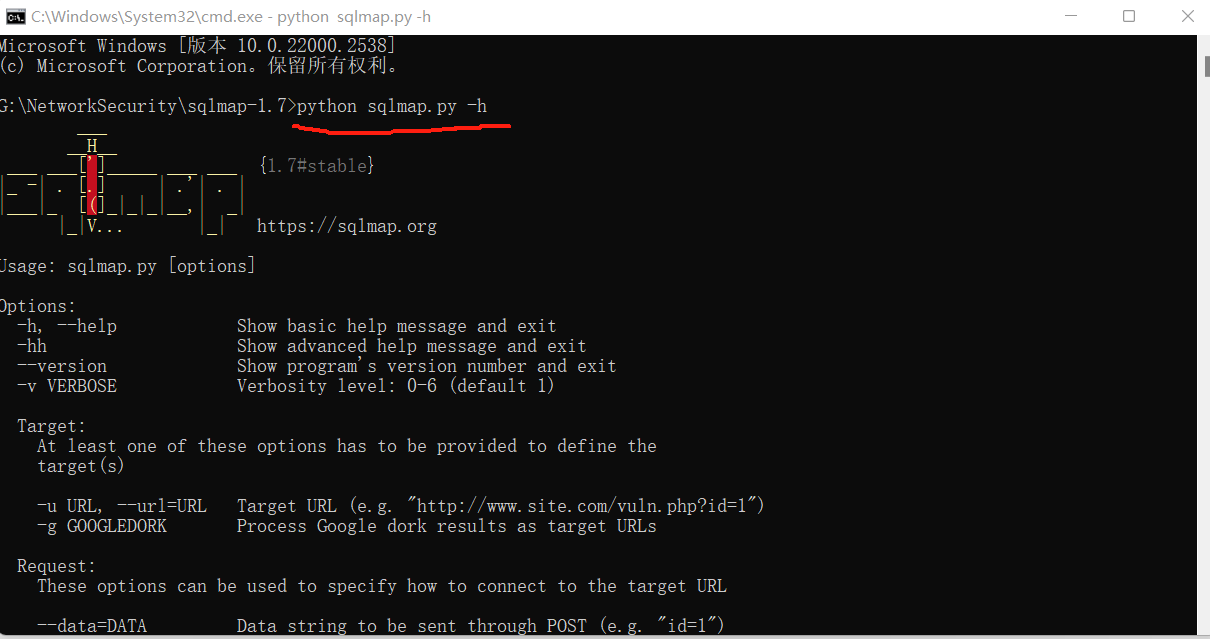 C:\Windows\System32\cmd.exe - python  sqlmap.py -h
Microsoft Windows [版本 10.0.22000.2538]
(c) Microsoft Corporation。保留所有权利。
G:\NetworkSecurity\sqlmap-1.7>python sqlmap.py -h
{1.7#stable}
https://sqlmap.org
Usage: sqlmap.py [options]
Options:
-h, --help Show basic help message and exit
-hh Show advanced help message and exit
--version Show program's version number and exit
-v VERBOSE Verbosity level: 0-6 (default 1)
Target:
At least one of these options has to be provided to define the
target(s)
-u URL, --url=URL Target URL (e.g. "http://www.site.com/vuln.php?id=1")
-g GOOGLEDORK Process Google dork results as target URLs
Request:
These options can be used to specify how to connect to the target URL
--data=DATA Data string to be sent through POST (e.g. "id=1")